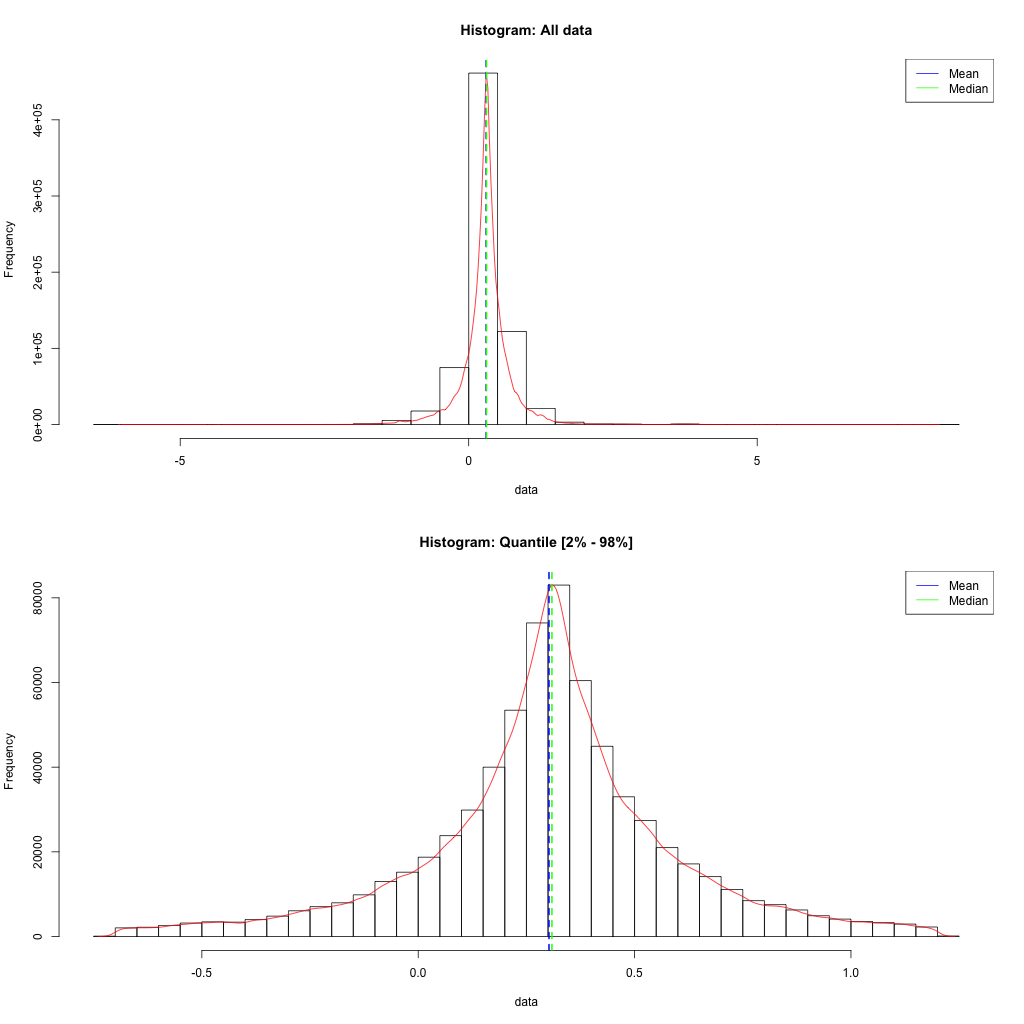 Histogram: All data
Mean
Median
Frequency
0e+00 1e+05 2e+05 3e+05 4e+05
-5 0 5
data
Histogram: Quantile [2% - 98%]
Mean
Median
Frequency
0 20000 40000 60000 80000
-0.5 0.0 0.5 1.0
data